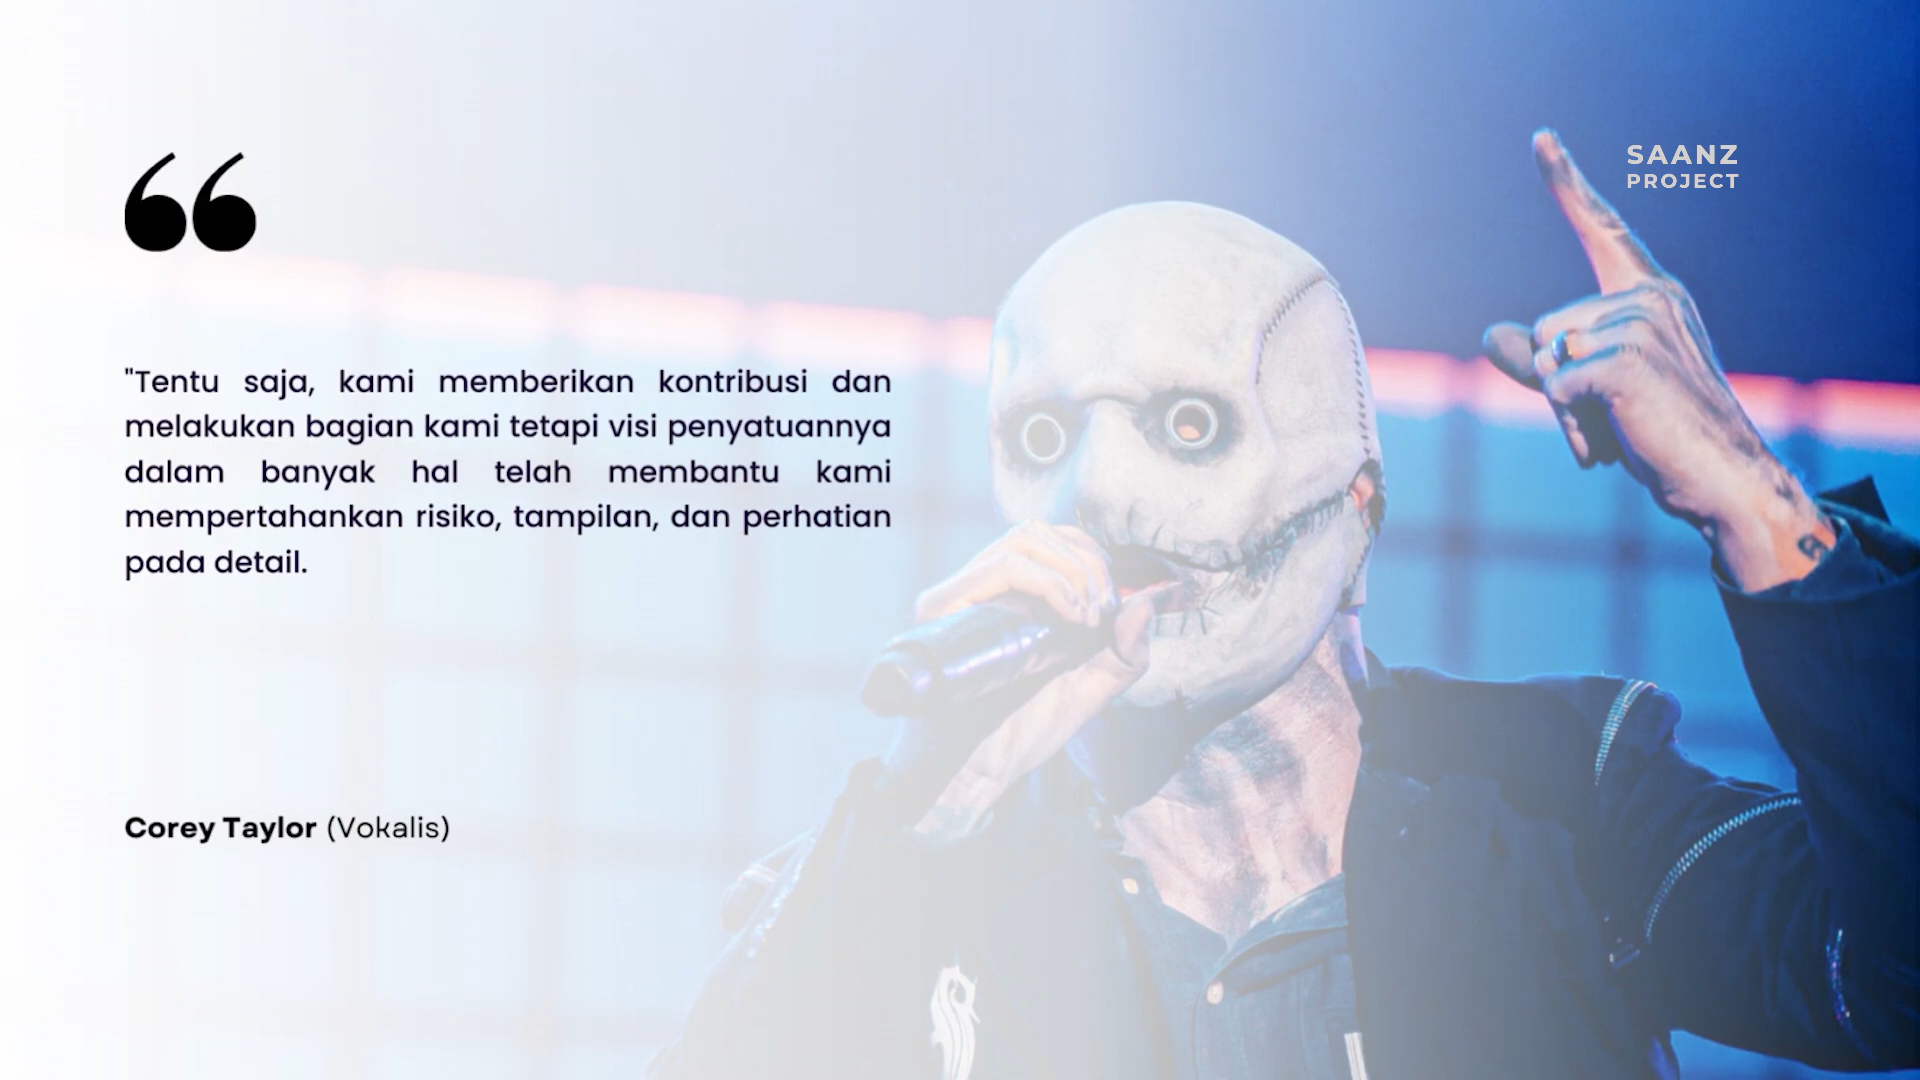 SAANZ
PROJECT
"Tentu saja, kami memberikan kontribusi dan
melakukan bagian kami tetapi visi penyatuannya
dalam banyak hal telah membantu kami
mempertahankan risiko, tampilan, dan perhatian
pada detail.
Corey Taylor (Vokalis)